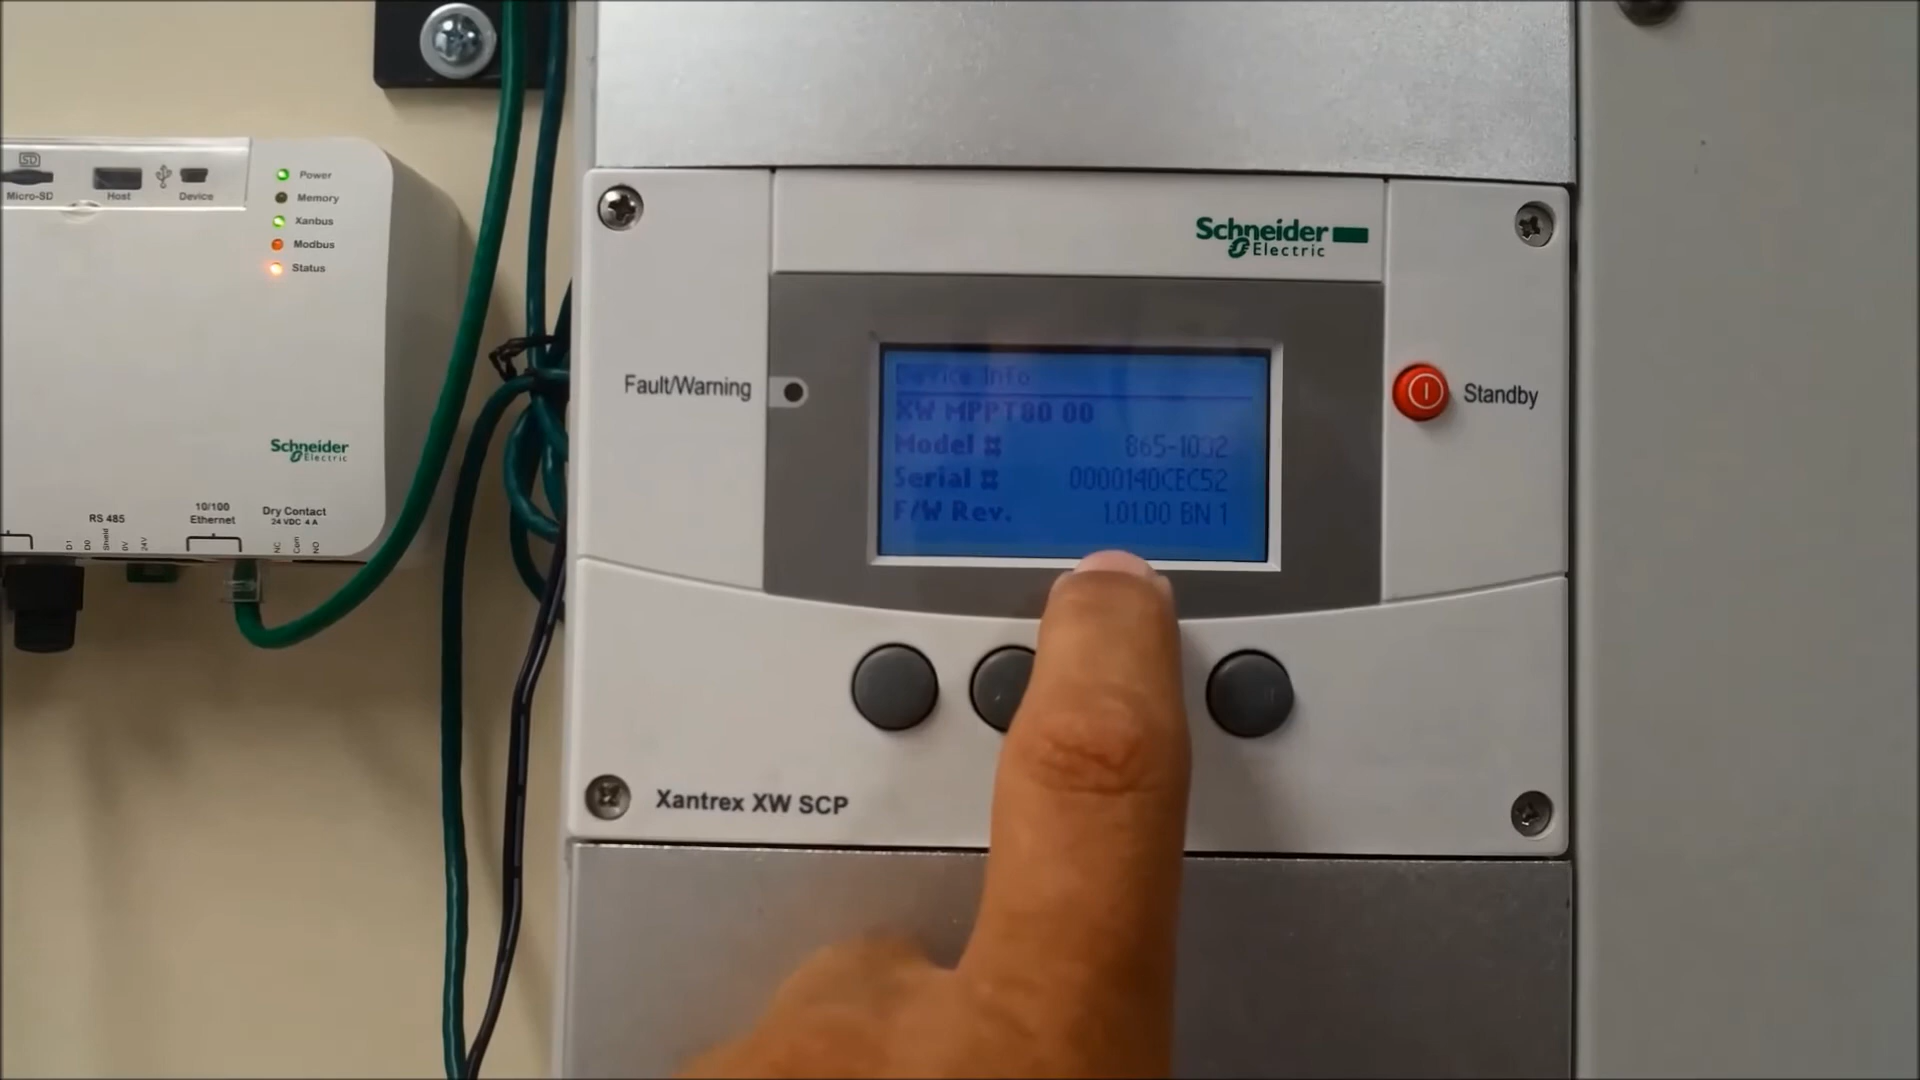 SD
Micro-SD
Host
Device
Power
Memory
Xanbus
Modbus
Status
Schneider
Electric
RS 485
D1
D0
Shield
0V
24V
10/100
Ethernet
Dry Contact
24 VDC 4 A
NC
Com
NO
Schneider
Electric
Fault/Warning
Standby
Device Info
XW MPPT80 00
Model # 865-1032
Serial # 0000140CEC52
F/W Rev. 1.01.00 BN 1
Xantrex XW SCP